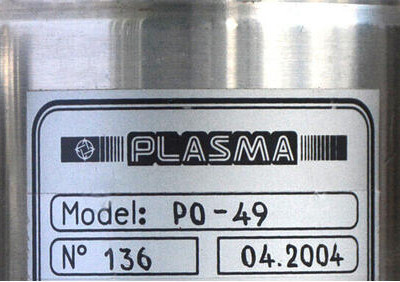 PLASMA
Model: PO-49
N° 136 04.2004